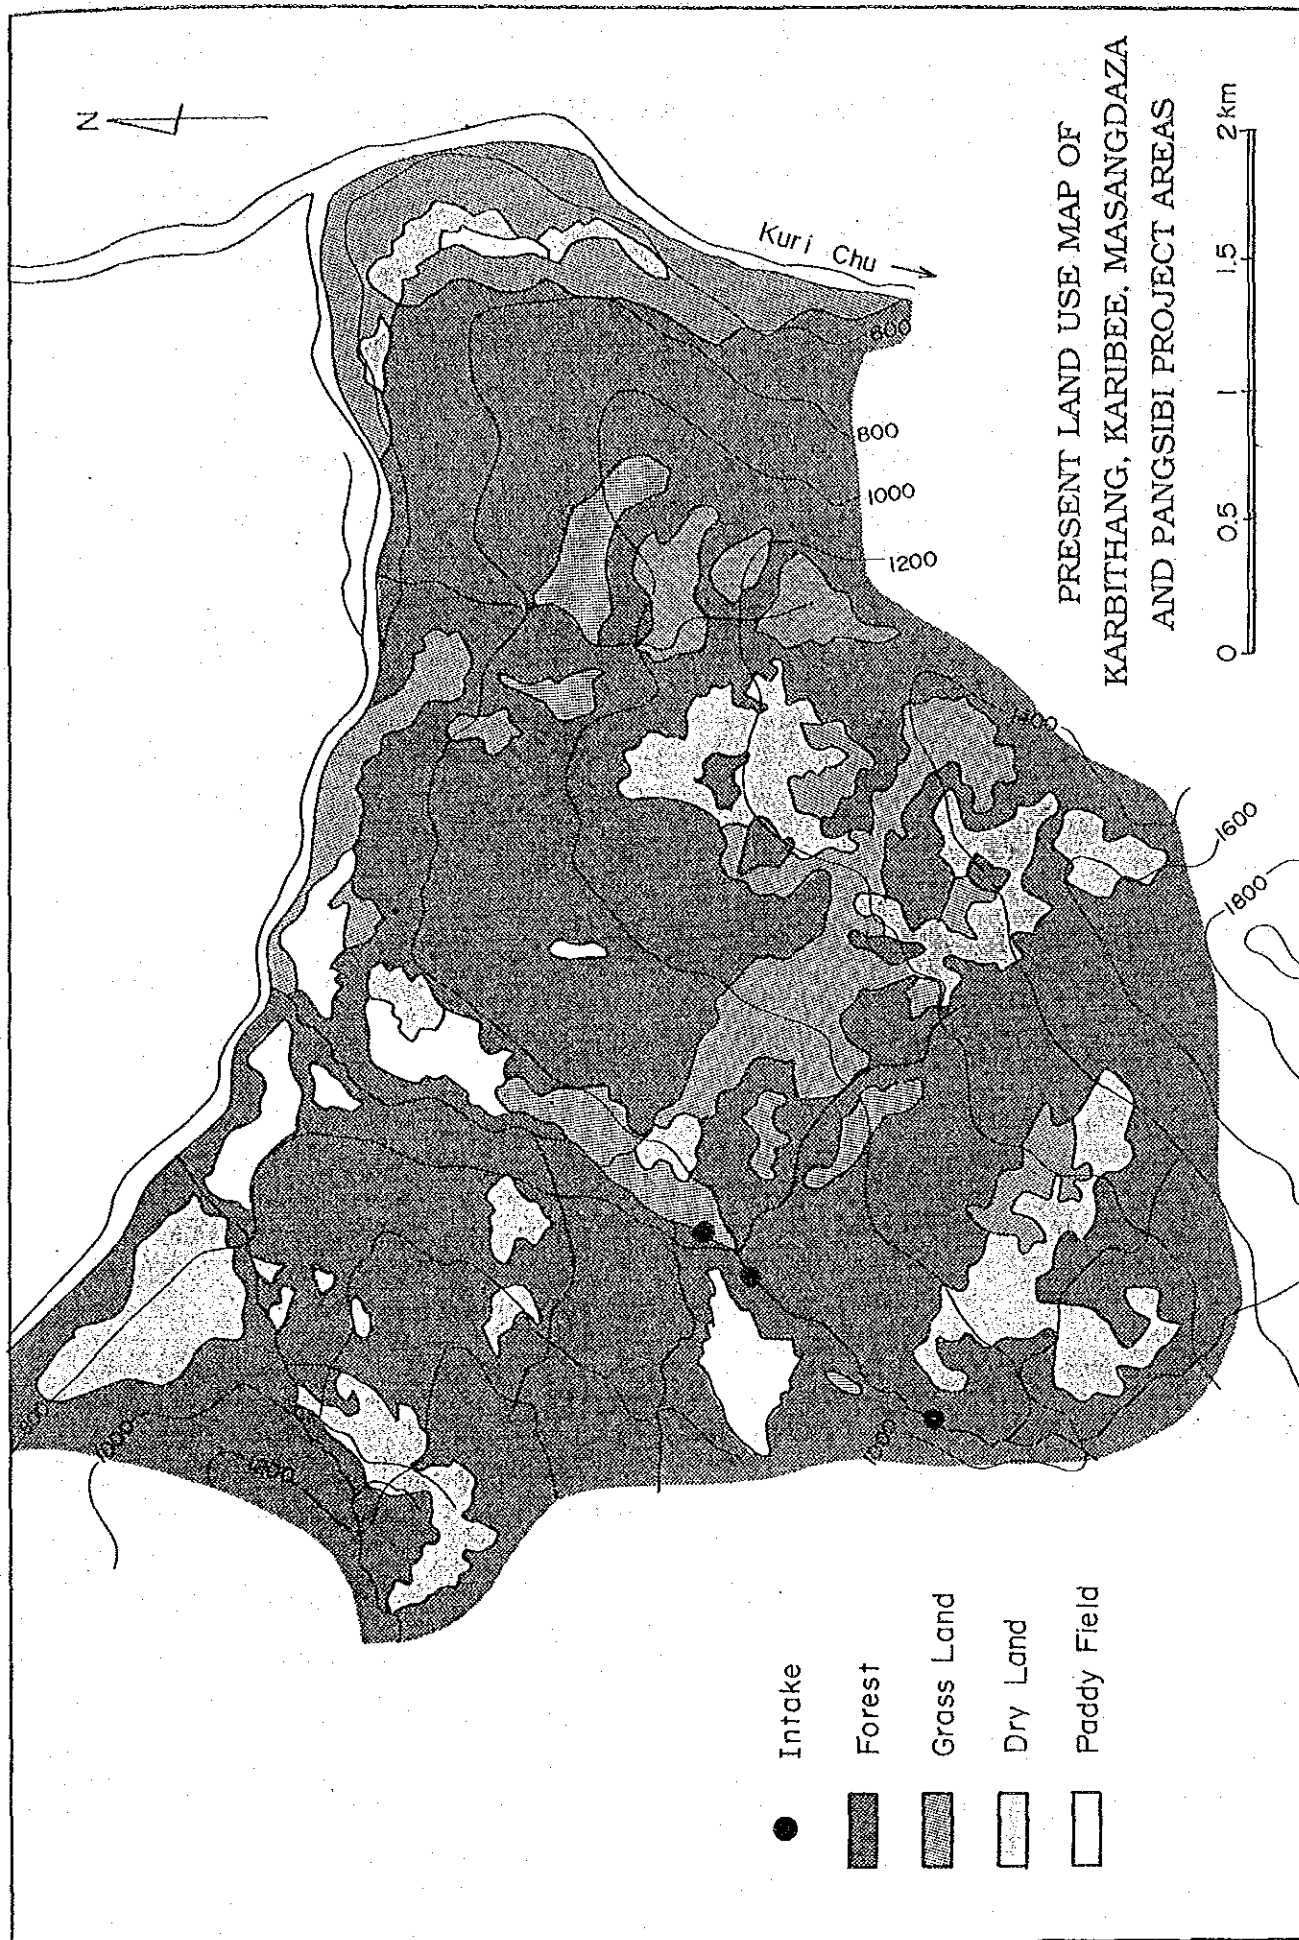 N
Kuri Chu
600
800
1000
1200
1400
1600
1800
1000
1000
PRESENT LAND USE MAP OF
KARBITHANG, KARIBEE, MASANGDAZA
AND PANGSIBI PROJECT AREAS
0 0.5 1 1.5 2km
Intake
Forest
Grass Land
Dry Land
Paddy Field